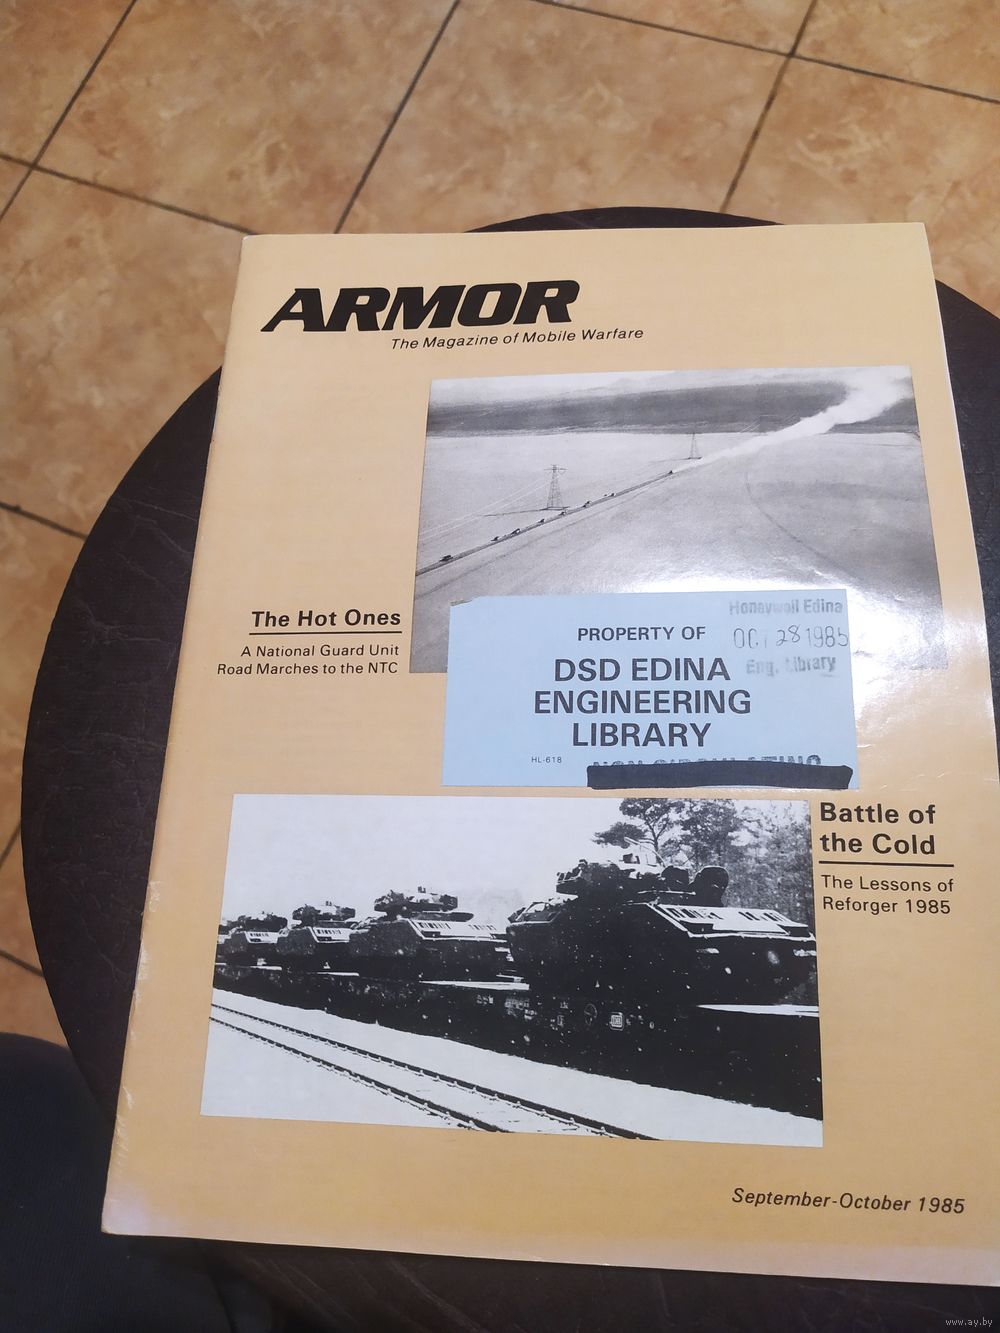 ARMOR
The Magazine of Mobile Warfare
The Hot Ones
A National Guard Unit
Road Marches to the NTC
Honeywell Edina
OCT 28 1985
Eng. Library
PROPERTY OF
DSD EDINA
ENGINEERING
LIBRARY
HL-618
Battle of
the Cold
The Lessons of
Reforger 1985
September-October 1985
www.ay.by